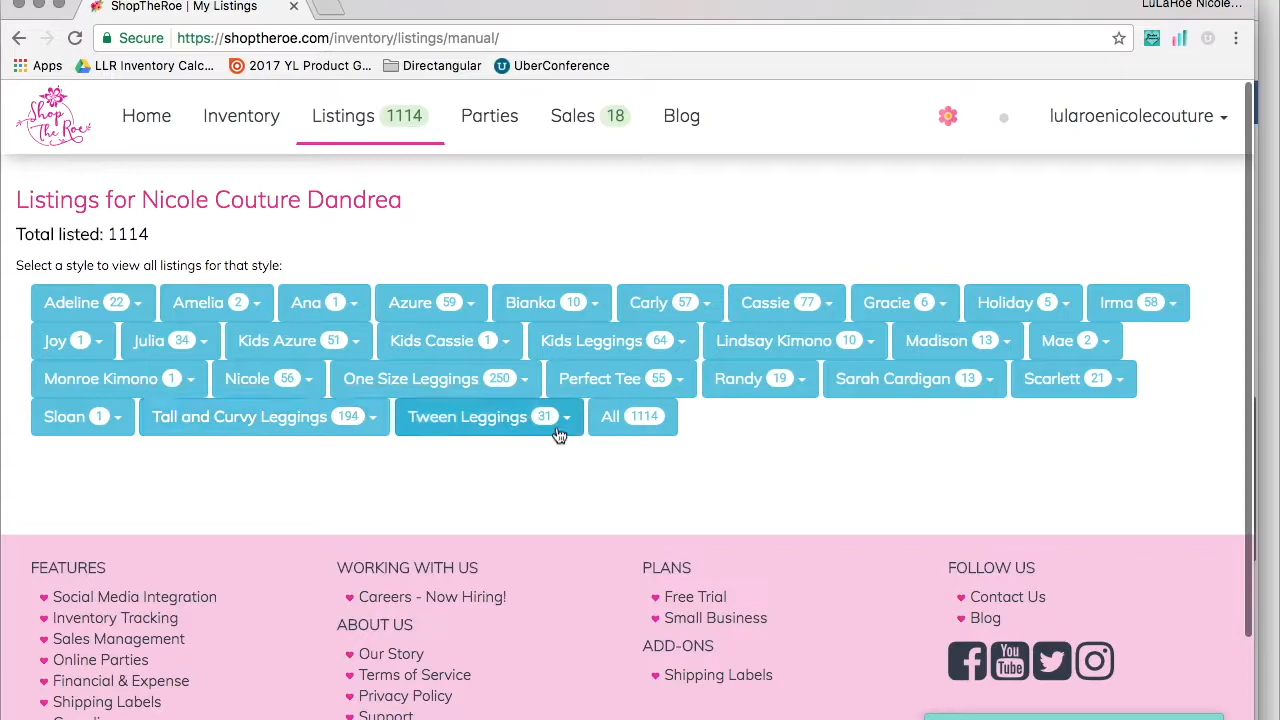 ShopTheRoe | My Listings
LuLaRoe Nicole...
Secure https://shoptheroe.com/inventory/listings/manual/
Apps LLR Inventory Calc... 2017 YL Product G... Directangular UberConference
Shop The Roe
Home Inventory Listings 1114 Parties Sales 18 Blog lularoenicolecouture
Listings for Nicole Couture Dandrea
Total listed: 1114
Select a style to view all listings for that style:
Adeline 22 Amelia 2 Ana 1 Azure 59 Bianka 10 Carly 57 Cassie 77 Gracie 6 Holiday 5 Irma 58
Joy 1 Julia 34 Kids Azure 51 Kids Cassie 1 Kids Leggings 64 Lindsay Kimono 10 Madison 13 Mae 2
Monroe Kimono 1 Nicole 56 One Size Leggings 250 Perfect Tee 55 Randy 19 Sarah Cardigan 13 Scarlett 21
Sloan 1 Tall and Curvy Leggings 194 Tween Leggings 31 All 1114
FEATURES
Social Media Integration
Inventory Tracking
Sales Management
Online Parties
Financial & Expense
Shipping Labels
WORKING WITH US
Careers - Now Hiring!
ABOUT US
Our Story
Terms of Service
Privacy Policy
Support
PLANS
Free Trial
Small Business
ADD-ONS
Shipping Labels
FOLLOW US
Contact Us
Blog
You Tube